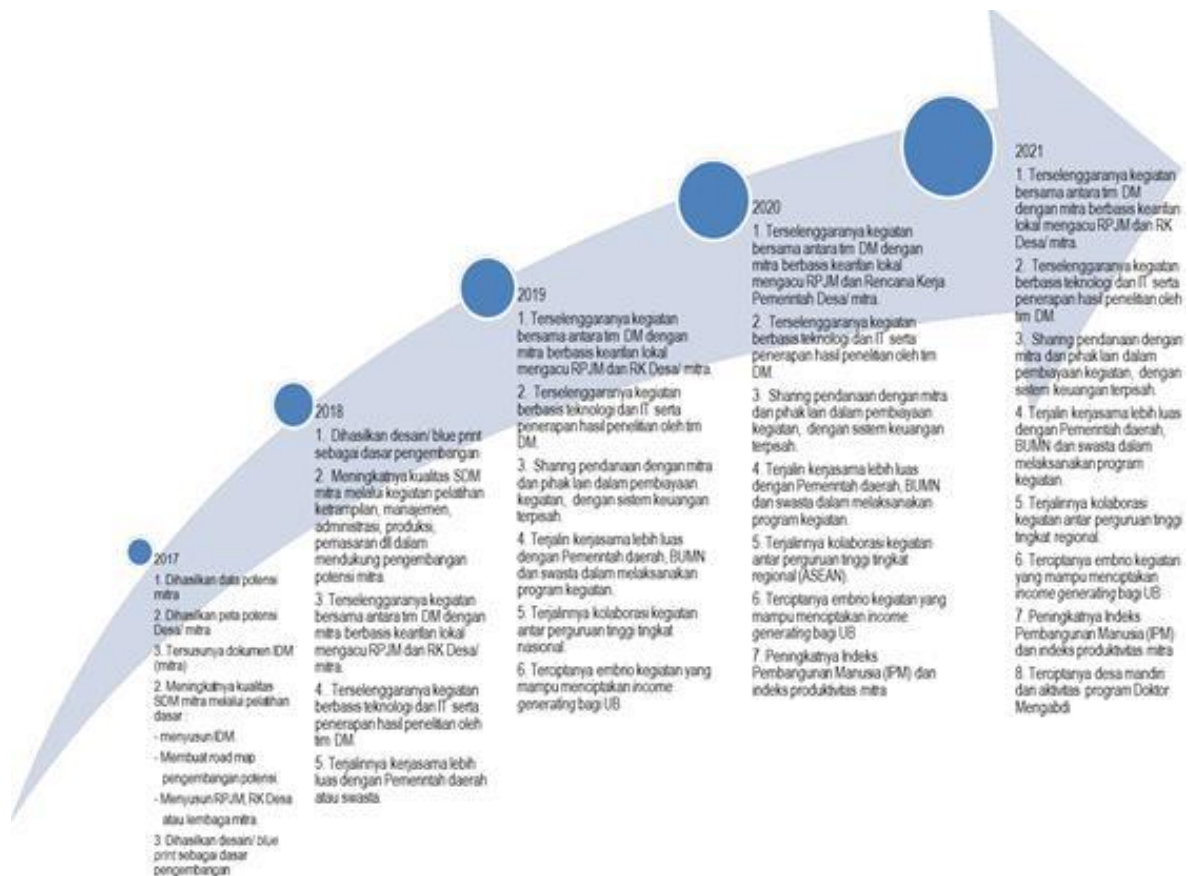 2017
1. Dihasilkan data potensi
mitra
2. Dihasilkan peta potensi
Desa/ mitra
3. Tersusunya dokumen IDM
(mitra)
2. Meningkatnya kualitas
SDM mitra melalui pelatihan
dasar :
- menyusun IDM.
- Membuat road map
pengembangan potensi.
- Menyusun RPJM, RK Desa
atau lembaga mitra.
3. Dihasilkan desain/ blue
print sebagai dasar
pengembangan
2018
1. Dihasilkan desain/ blue print
sebagai dasar pengembangan
2. Meningkatnya kualitas SDM
mitra melalui kegiatan pelatihan
ketrampilan, manajemen,
administrasi, produksi,
pemasaran dll dalam
mendukung pengembangan
potensi mitra.
3. Terselenggaranya kegiatan
bersama antara tim DM dengan
mitra berbasis kearifan lokal
mengacu RPJM dan RK Desa/
mitra.
4. Terselenggaranya kegiatan
berbasis teknologi dan IT serta
penerapan hasil penelitian oleh
tim DM.
5. Terjalinnya kerjasama lebih
luas dengan Pemerintah daerah
atau swasta.
2019
1. Terselenggaranya kegiatan
bersama antara tim DM dengan
mitra berbasis kearifan lokal
mengacu RPJM dan RK Desa/ mitra.
2. Terselenggaranya kegiatan
berbasis teknologi dan IT serta
penerapan hasil penelitian oleh tim
DM.
3. Sharing pendanaan dengan mitra
dan pihak lain dalam pembiayaan
kegiatan, dengan sistem keuangan
terpisah.
4. Terjalin kerjasama lebih luas
dengan Pemerintah daerah, BUMN
dan swasta dalam melaksanakan
program kegiatan.
5. Terjalinnya kolaborasi kegiatan
antar perguruan tinggi tingkat
nasional.
6. Terciptanya embrio kegiatan yang
mampu menciptakan income
generating bagi UB
2020
1. Terselenggaranya kegiatan
bersama antara tim DM dengan
mitra berbasis kearifan lokal
mengacu RPJM dan Rencana Kerja
Pemerintah Desa/ mitra.
2. Terselenggaranya kegiatan
berbasis teknologi dan IT serta
penerapan hasil penelitian oleh tim
DM.
3. Sharing pendanaan dengan mitra
dan pihak lain dalam pembiayaan
kegiatan, dengan sistem keuangan
terpisah.
4. Terjalin kerjasama lebih luas
dengan Pemerintah daerah, BUMN
dan swasta dalam melaksanakan
program kegiatan.
5. Terjalinnya kolaborasi kegiatan
antar perguruan tinggi tingkat
regional (ASEAN).
6. Terciptanya embrio kegiatan yang
mampu menciptakan income
generating bagi UB
7. Peningkatnya Indeks
Pembangunan Manusia (IPM) dan
indeks produktivitas mitra
2021
1. Terselenggaranya kegiatan
bersama antara tim DM
dengan mitra berbasis kearifan
lokal mengacu RPJM dan RK
Desa/ mitra.
2. Terselenggaranya kegiatan
berbasis teknologi dan IT serta
penerapan hasil penelitian oleh
tim DM.
3. Sharing pendanaan dengan
mitra dan pihak lain dalam
pembiayaan kegiatan, dengan
sistem keuangan terpisah.
4. Terjalin kerjasama lebih luas
dengan Pemerintah daerah,
BUMN dan swasta dalam
melaksanakan program
kegiatan.
5. Terjalinnya kolaborasi
kegiatan antar perguruan tinggi
tingkat regional.
6. Terciptanya embrio kegiatan
yang mampu menciptakan
income generating bagi UB
7. Peningkatnya Indeks
Pembangunan Manusia (IPM)
dan indeks produktivitas mitra
8. Terciptanya desa mandiri
dan aktivitas program Doktor
Mengabdi